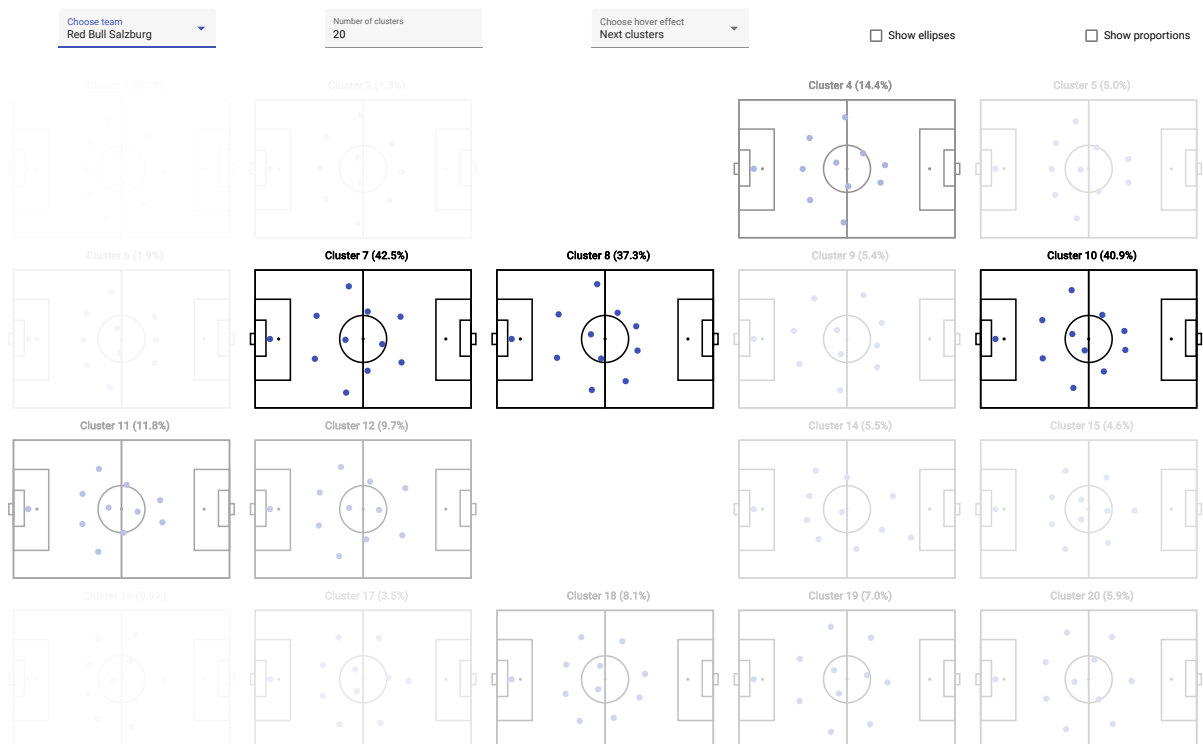 Choose team
Red Bull Salzburg
Number of clusters
20
Choose hover effect
Next clusters
Show ellipses
Show proportions
Cluster 2 (1.3%)
Cluster 4 (14.4%)
Cluster 5 (5.0%)
Cluster 6 (1.9%)
Cluster 7 (42.5%)
Cluster 8 (37.3%)
Cluster 9 (5.4%)
Cluster 10 (40.9%)
Cluster 11 (11.8%)
Cluster 12 (9.7%)
Cluster 14 (5.5%)
Cluster 15 (4.6%)
Cluster 16 (0.9%)
Cluster 17 (3.5%)
Cluster 18 (8.1%)
Cluster 19 (7.0%)
Cluster 20 (5.9%)